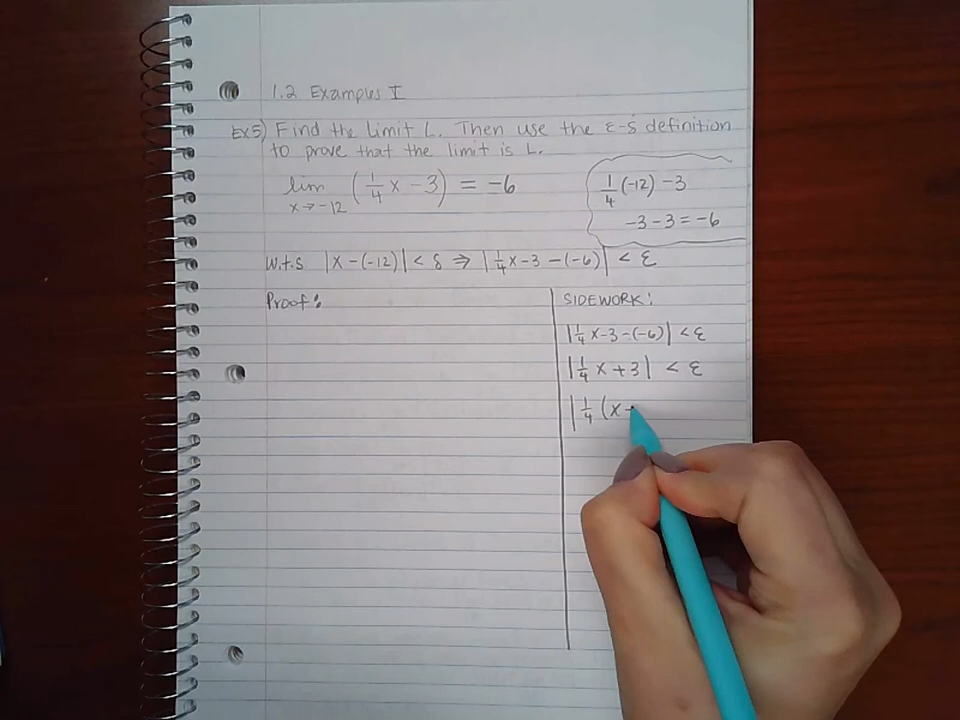 1.2 Examples I
Ex5) Find the limit L. Then use the ε-δ definition
to prove that the limit is L.
lim x→-12 (1/4 x - 3) = -6
1/4 (-12) - 3
-3 - 3 = -6
W.t.s |x - (-12)| < δ ⇒ |1/4 x - 3 - (-6)| < ε
Proof:
SIDEWORK:
|1/4 x - 3 - (-6)| < ε
|1/4 x + 3| < ε
|1/4 (x